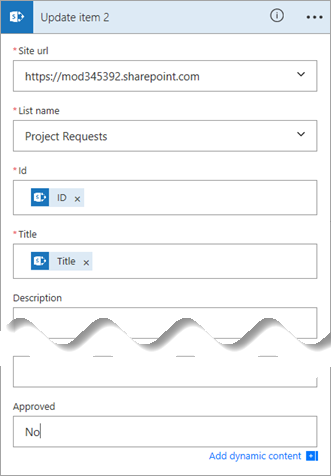 Update item 2
* Site url
https://mod345392.sharepoint.com
* List name
Project Requests
* Id
ID ×
* Title
Title ×
Description
Approved
No
Add dynamic content